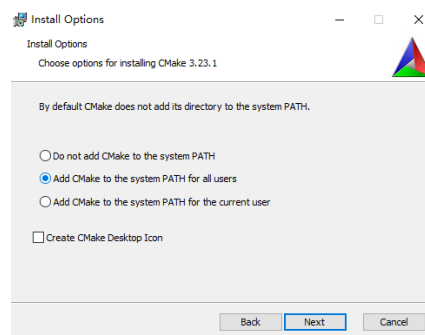 Install Options
Install Options
Choose options for installing CMake 3.23.1
By default CMake does not add its directory to the system PATH.
Do not add CMake to the system PATH
Add CMake to the system PATH for all users
Add CMake to the system PATH for the current user
Create CMake Desktop Icon
Back Next Cancel